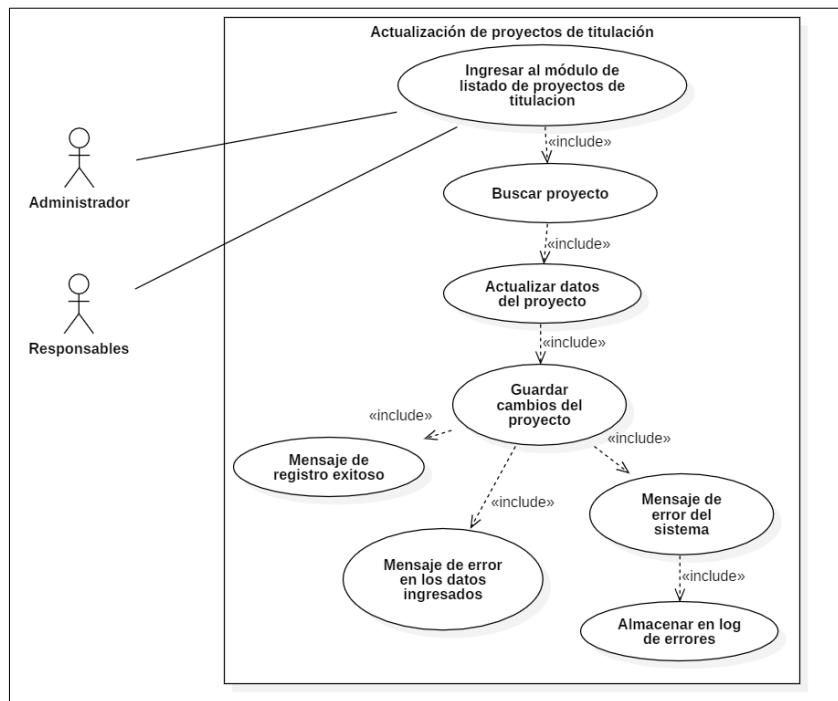 Actualización de proyectos de titulación
Ingresar al módulo de
listado de proyectos de
titulacion
«include»
Administrador
Buscar proyecto
«include»
Actualizar datos
del proyecto
Responsables
«include»
Guardar
cambios del
proyecto
«include»
«include»
Mensaje de
registro exitoso
«include»
Mensaje de
error del
sistema
Mensaje de error
en los datos
ingresados
«include»
Almacenar en log
de errores